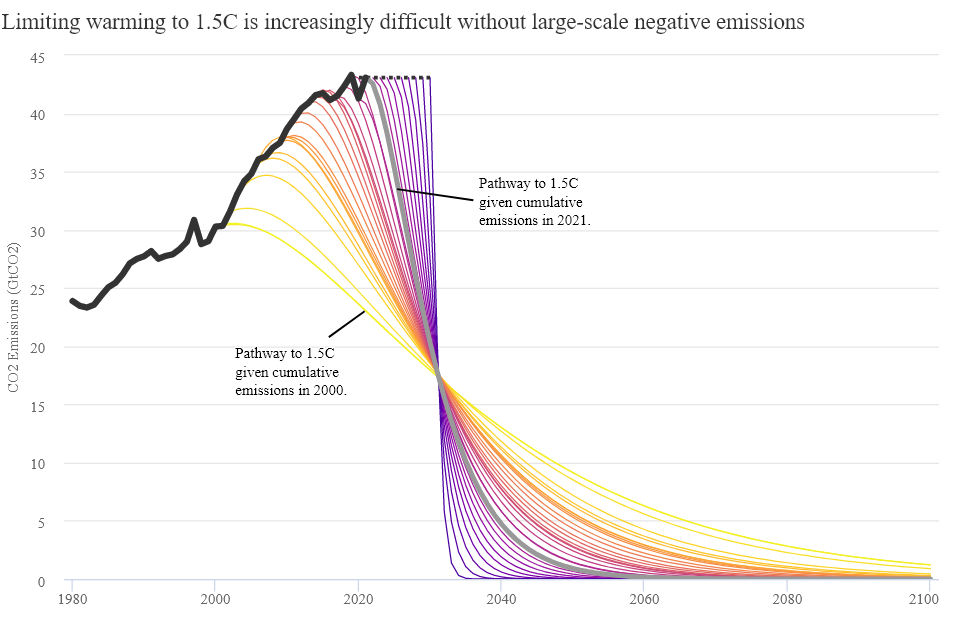 Limiting warming to 1.5C is increasingly difficult without large-scale negative emissions
45
40
35
30
25
20
15
10
5
0
CO2 Emissions (GtCO2)
Pathway to 1.5C
given cumulative
emissions in 2021.
Pathway to 1.5C
given cumulative
emissions in 2000.
1980
2000
2020
2040
2060
2080
2100